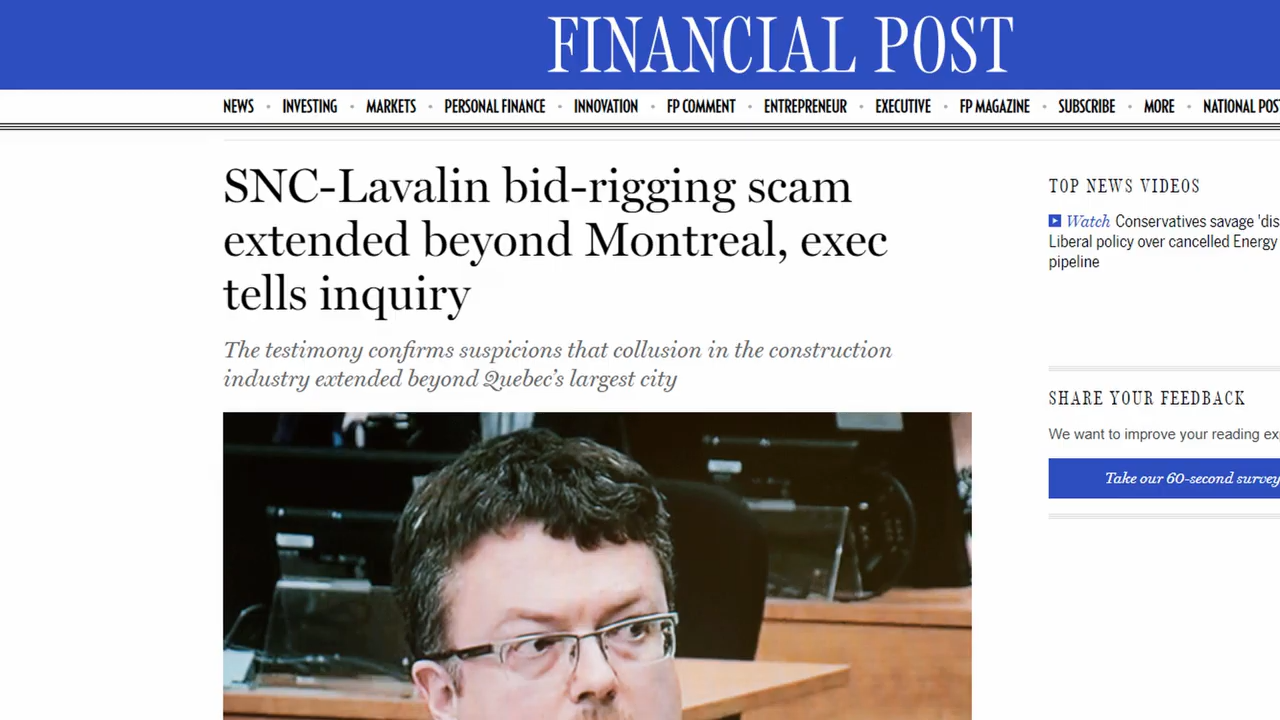 FINANCIAL POST
NEWS • INVESTING • MARKETS • PERSONAL FINANCE • INNOVATION • FP COMMENT • ENTREPRENEUR • EXECUTIVE • FP MAGAZINE • SUBSCRIBE • MORE • NATIONAL POS
SNC-Lavalin bid-rigging scam
extended beyond Montreal, exec
tells inquiry
The testimony confirms suspicions that collusion in the construction
industry extended beyond Quebec’s largest city
TOP NEWS VIDEOS
Watch Conservatives savage 'dis
Liberal policy over cancelled Energy
pipeline
SHARE YOUR FEEDBACK
We want to improve your reading ex
Take our 60-second survey